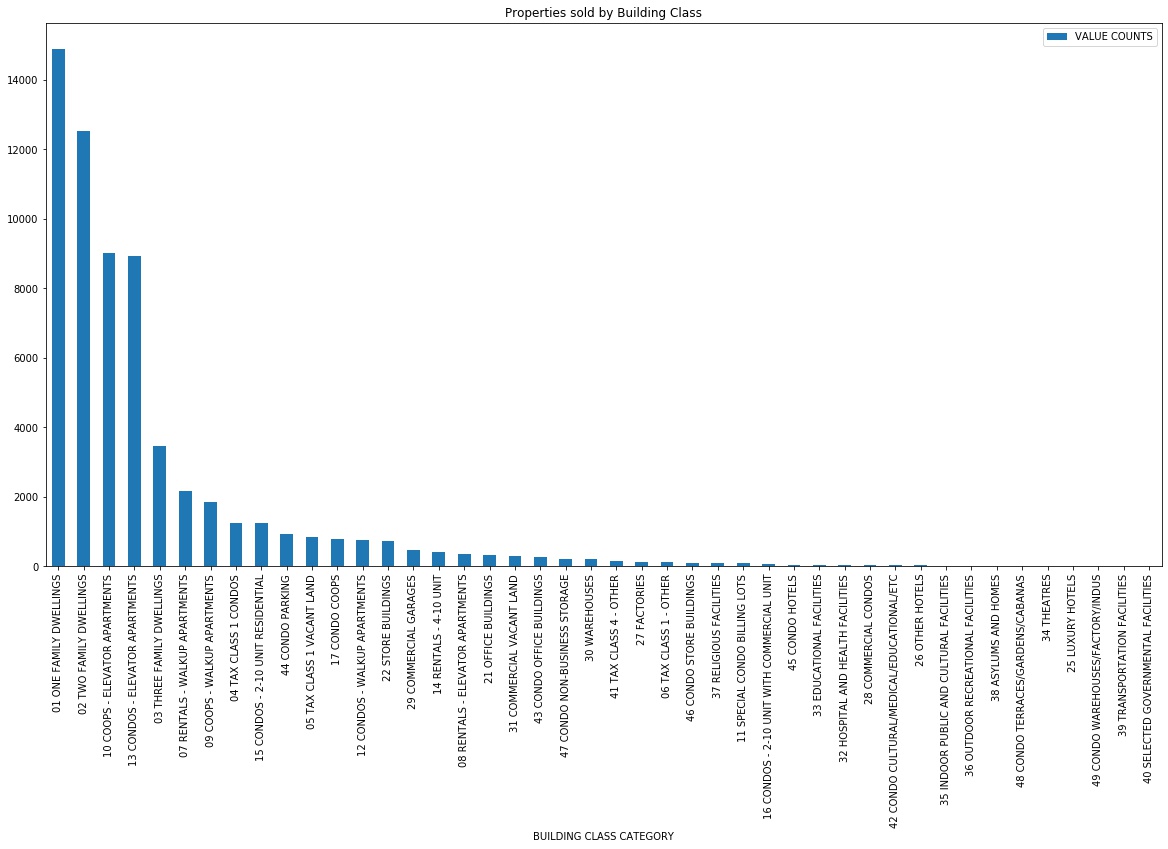 Properties sold by Building Class
VALUE COUNTS
14000
12000
10000
8000
6000
4000
2000
0
01 ONE FAMILY DWELLINGS
02 TWO FAMILY DWELLINGS
10 COOPS - ELEVATOR APARTMENTS
13 CONDOS - ELEVATOR APARTMENTS
03 THREE FAMILY DWELLINGS
07 RENTALS - WALKUP APARTMENTS
09 COOPS - WALKUP APARTMENTS
04 TAX CLASS 1 CONDOS
15 CONDOS - 2-10 UNIT RESIDENTIAL
44 CONDO PARKING
05 TAX CLASS 1 VACANT LAND
17 CONDO COOPS
12 CONDOS - WALKUP APARTMENTS
22 STORE BUILDINGS
29 COMMERCIAL GARAGES
14 RENTALS - 4-10 UNIT
08 RENTALS - ELEVATOR APARTMENTS
21 OFFICE BUILDINGS
31 COMMERCIAL VACANT LAND
43 CONDO OFFICE BUILDINGS
47 CONDO NON-BUSINESS STORAGE
30 WAREHOUSES
41 TAX CLASS 4 - OTHER
27 FACTORIES
06 TAX CLASS 1 - OTHER
46 CONDO STORE BUILDINGS
37 RELIGIOUS FACILITIES
11 SPECIAL CONDO BILLING LOTS
16 CONDOS - 2-10 UNIT WITH COMMERCIAL UNIT
45 CONDO HOTELS
33 EDUCATIONAL FACILITIES
32 HOSPITAL AND HEALTH FACILITIES
28 COMMERCIAL CONDOS
42 CONDO CULTURAL/MEDICAL/EDUCATIONAL/ETC
26 OTHER HOTELS
35 INDOOR PUBLIC AND CULTURAL FACILITIES
36 OUTDOOR RECREATIONAL FACILITIES
38 ASYLUMS AND HOMES
48 CONDO TERRACES/GARDENS/CABANAS
34 THEATRES
25 LUXURY HOTELS
49 CONDO WAREHOUSES/FACTORY/INDUS
39 TRANSPORTATION FACILITIES
40 SELECTED GOVERNMENTAL FACILITIES
BUILDING CLASS CATEGORY